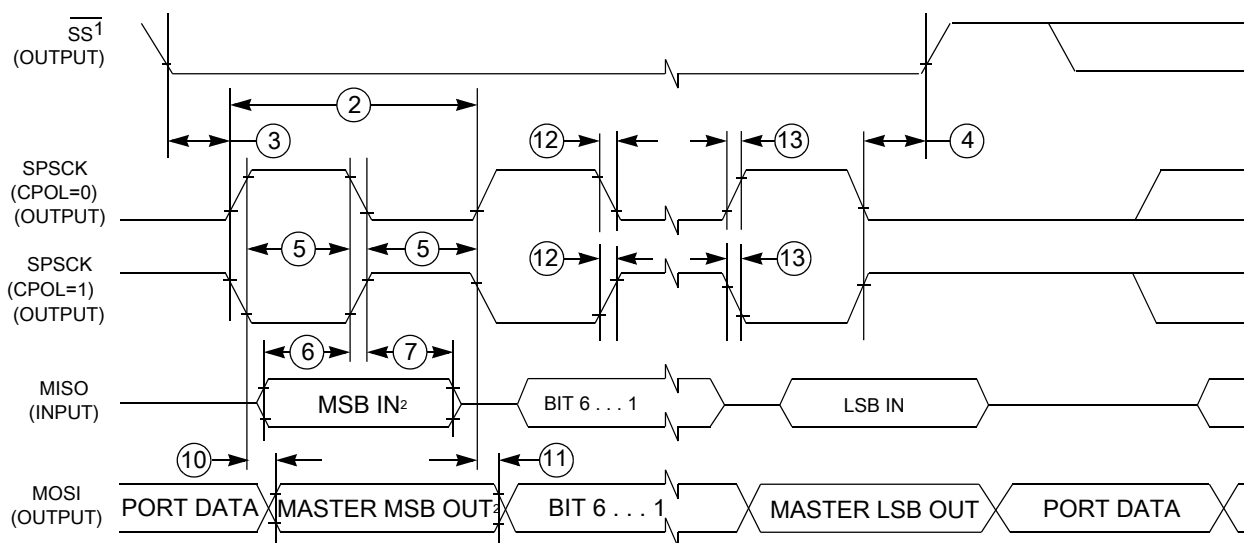 SS1
(OUTPUT)
2
3
12
13
4
SPSCK
(CPOL=0)
(OUTPUT)
5
5
SPSCK
(CPOL=1)
(OUTPUT)
12
13
6
7
MISO
(INPUT)
MSB IN2
BIT 6 . . . 1
LSB IN
10
11
MOSI
(OUTPUT)
PORT DATA
MASTER MSB OUT2
BIT 6 . . . 1
MASTER LSB OUT
PORT DATA